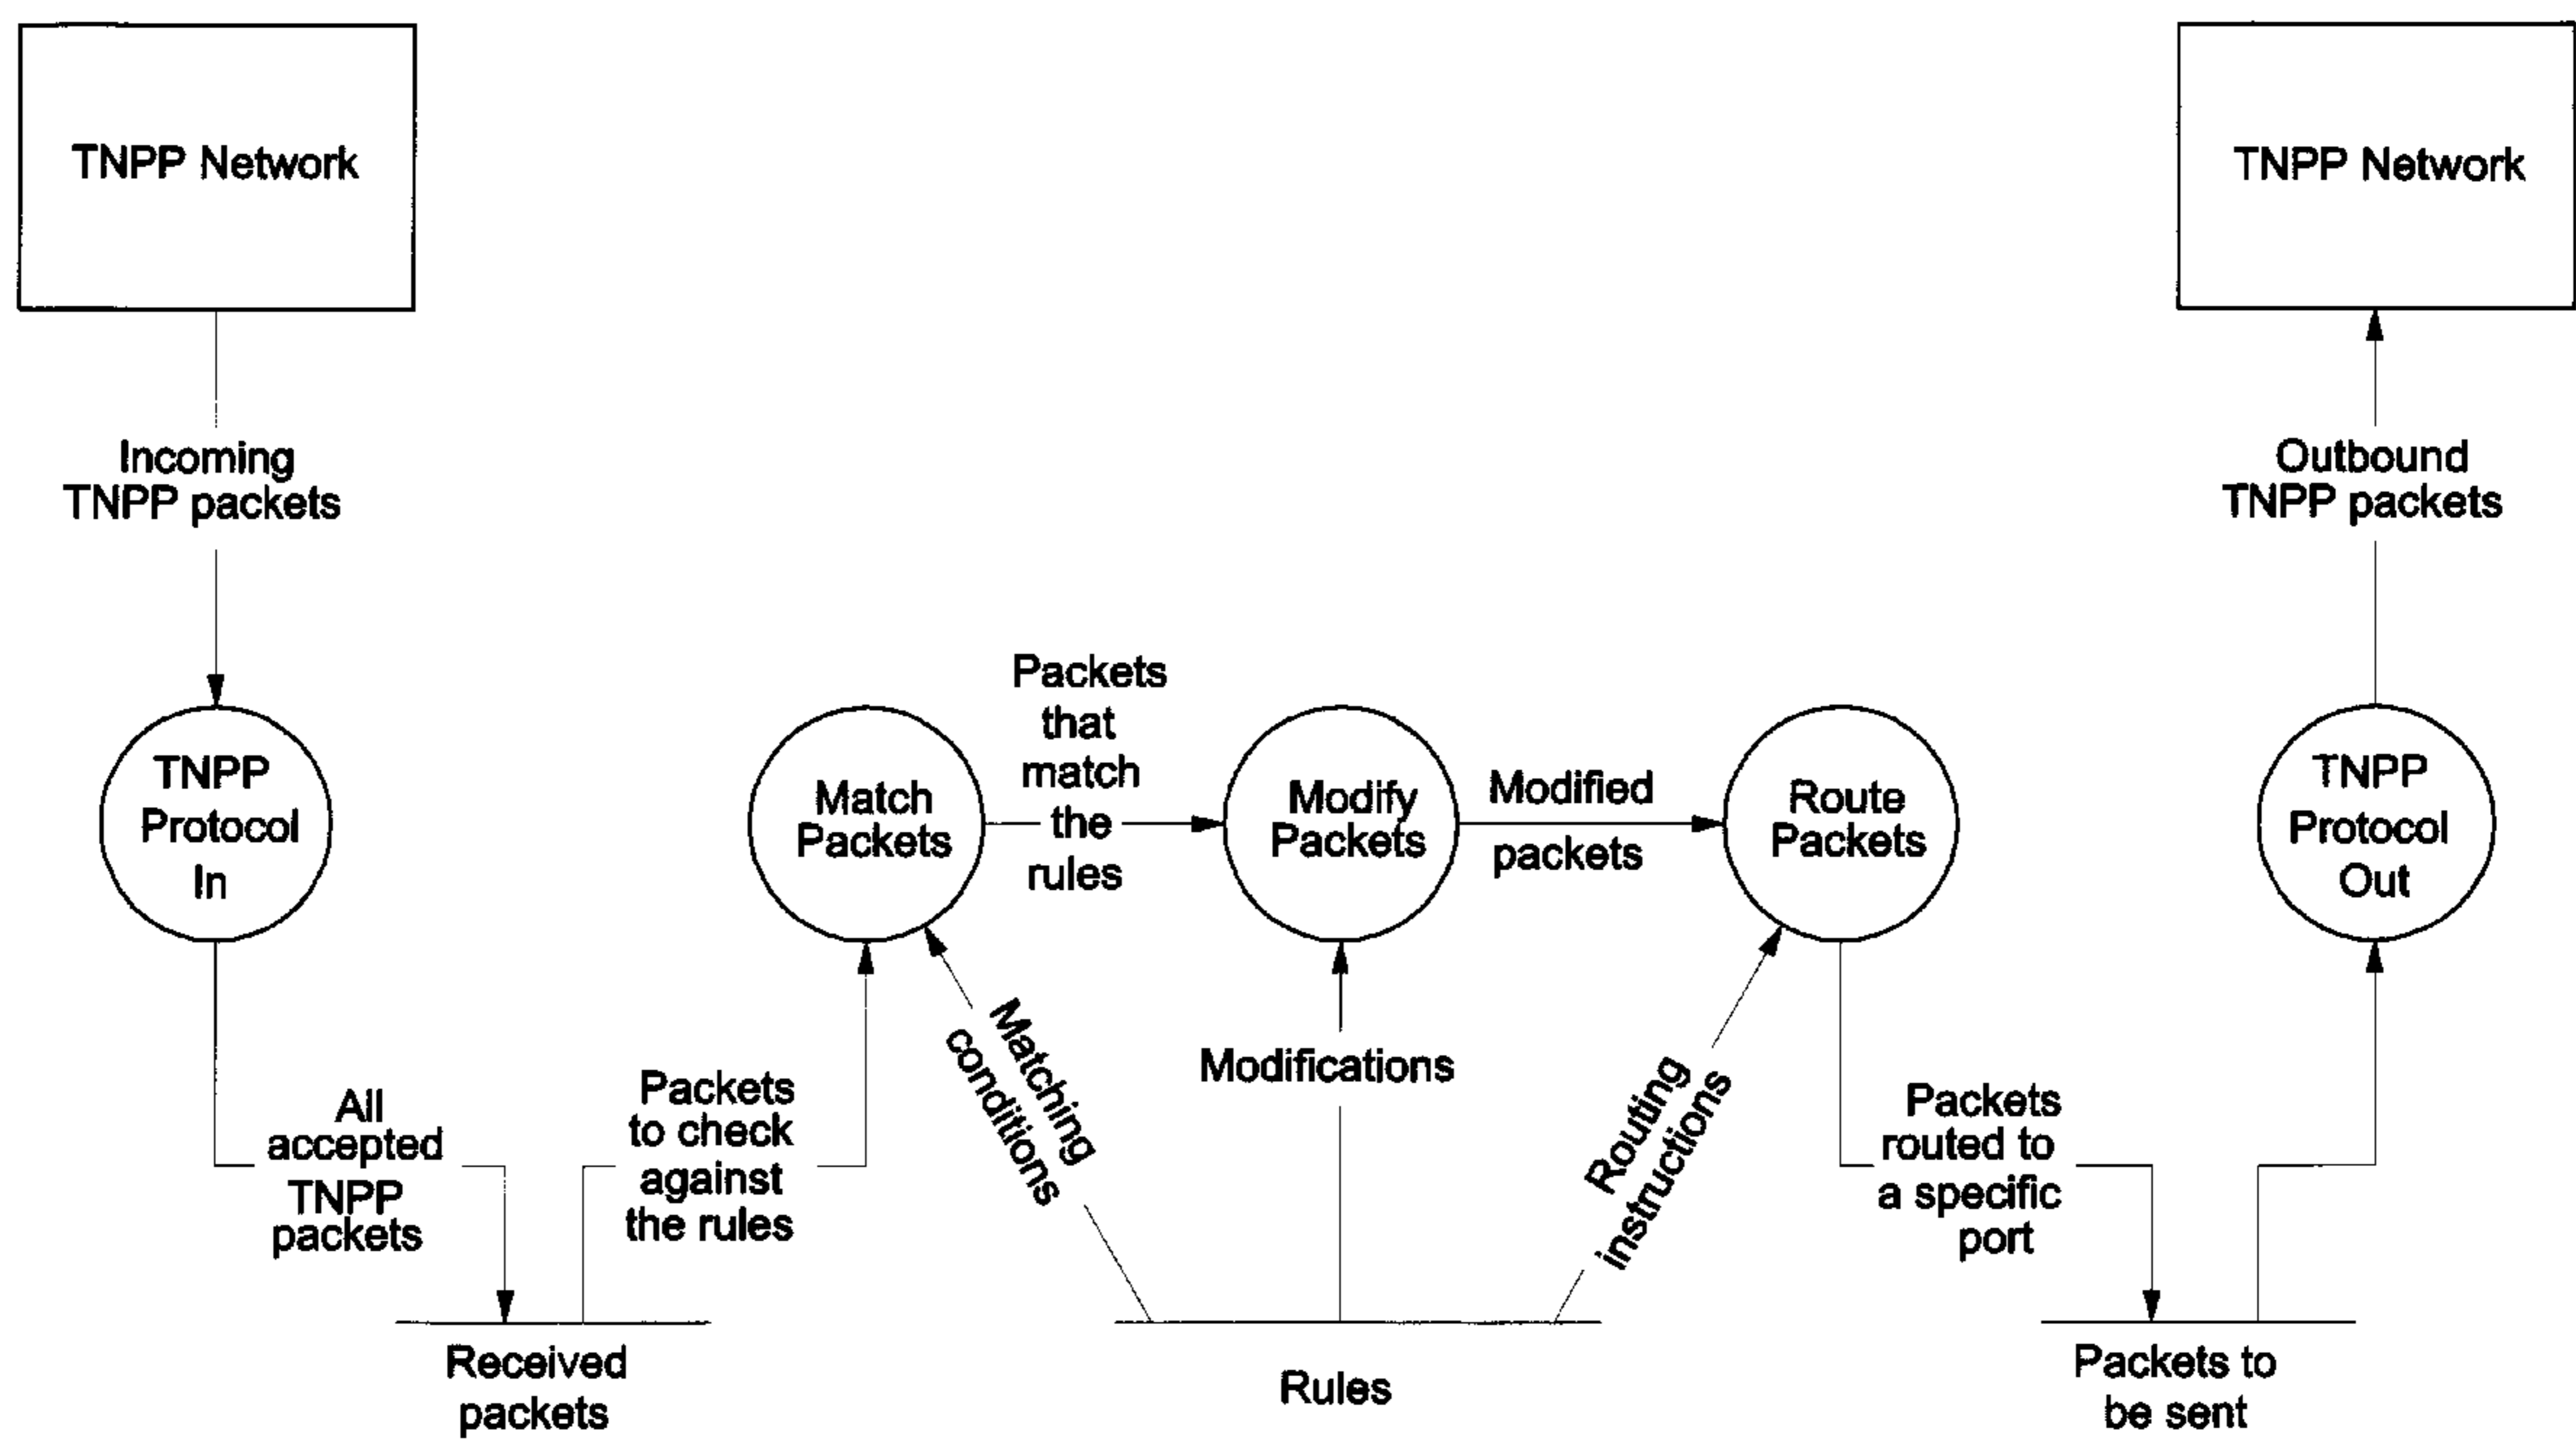 TNPP Network
TNPP Network
Incoming
TNPP packets
Outbound
TNPP packets
TNPP
Protocol
In
Match
Packets
Packets
that
match
the
rules
Modify
Packets
Modified
packets
Route
Packets
TNPP
Protocol
Out
All
accepted
TNPP
packets
Packets
to check
against
the rules
Matching
conditions
Modifications
Routing
instructions
Packets
routed to
a specific
port
Received
packets
Rules
Packets to
be sent